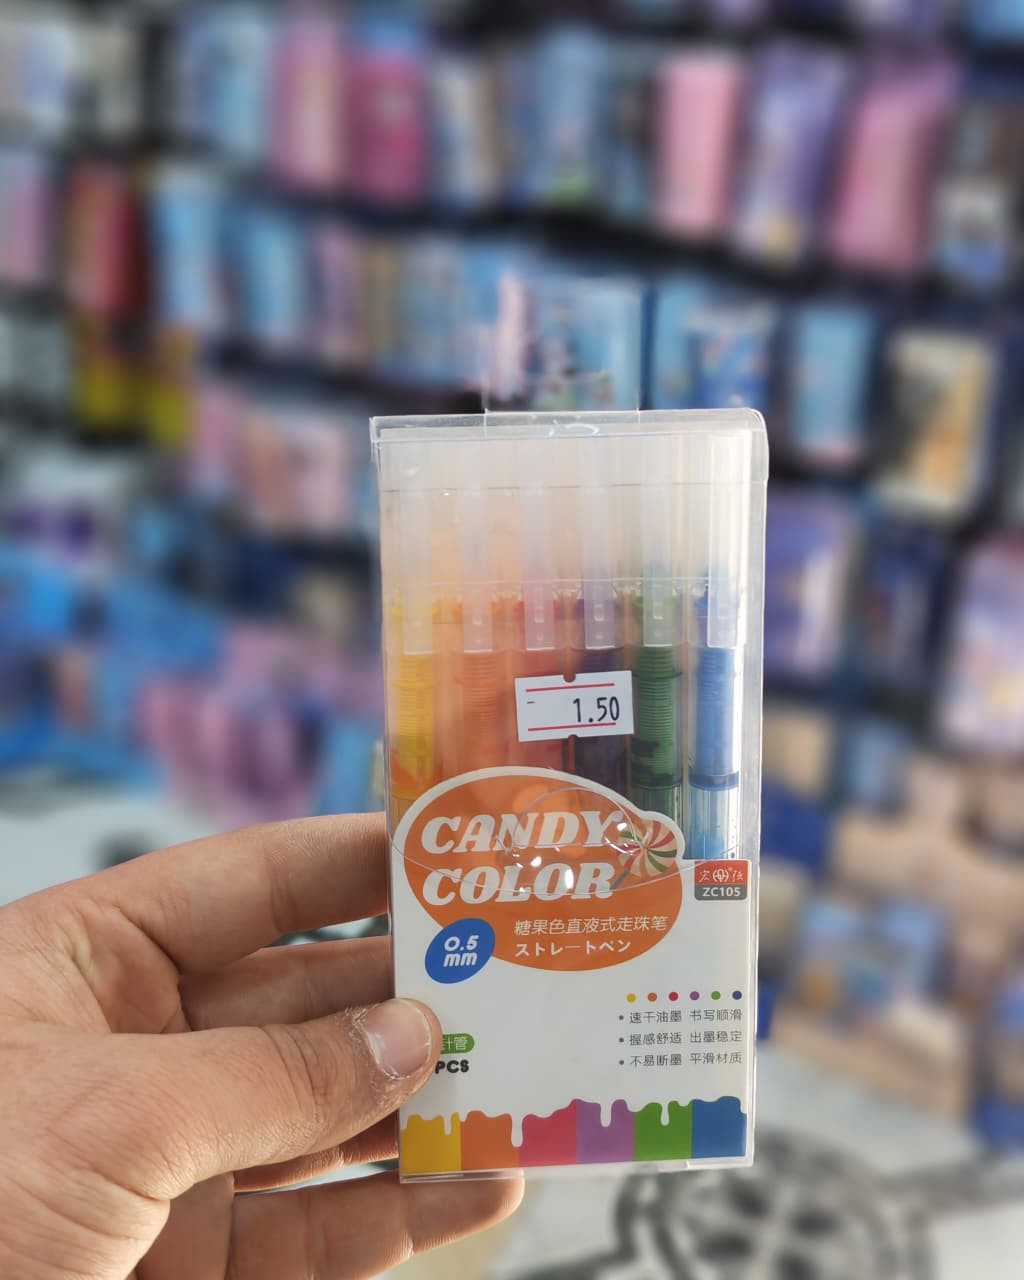 1.50
CANDY
COLOR
ZC105
0.5
mm
糖果色直液式走珠笔
ストレートペン
速干油墨 书写顺滑
握感舒适 出墨稳定
不易断墨 平滑材质
针管
PCS